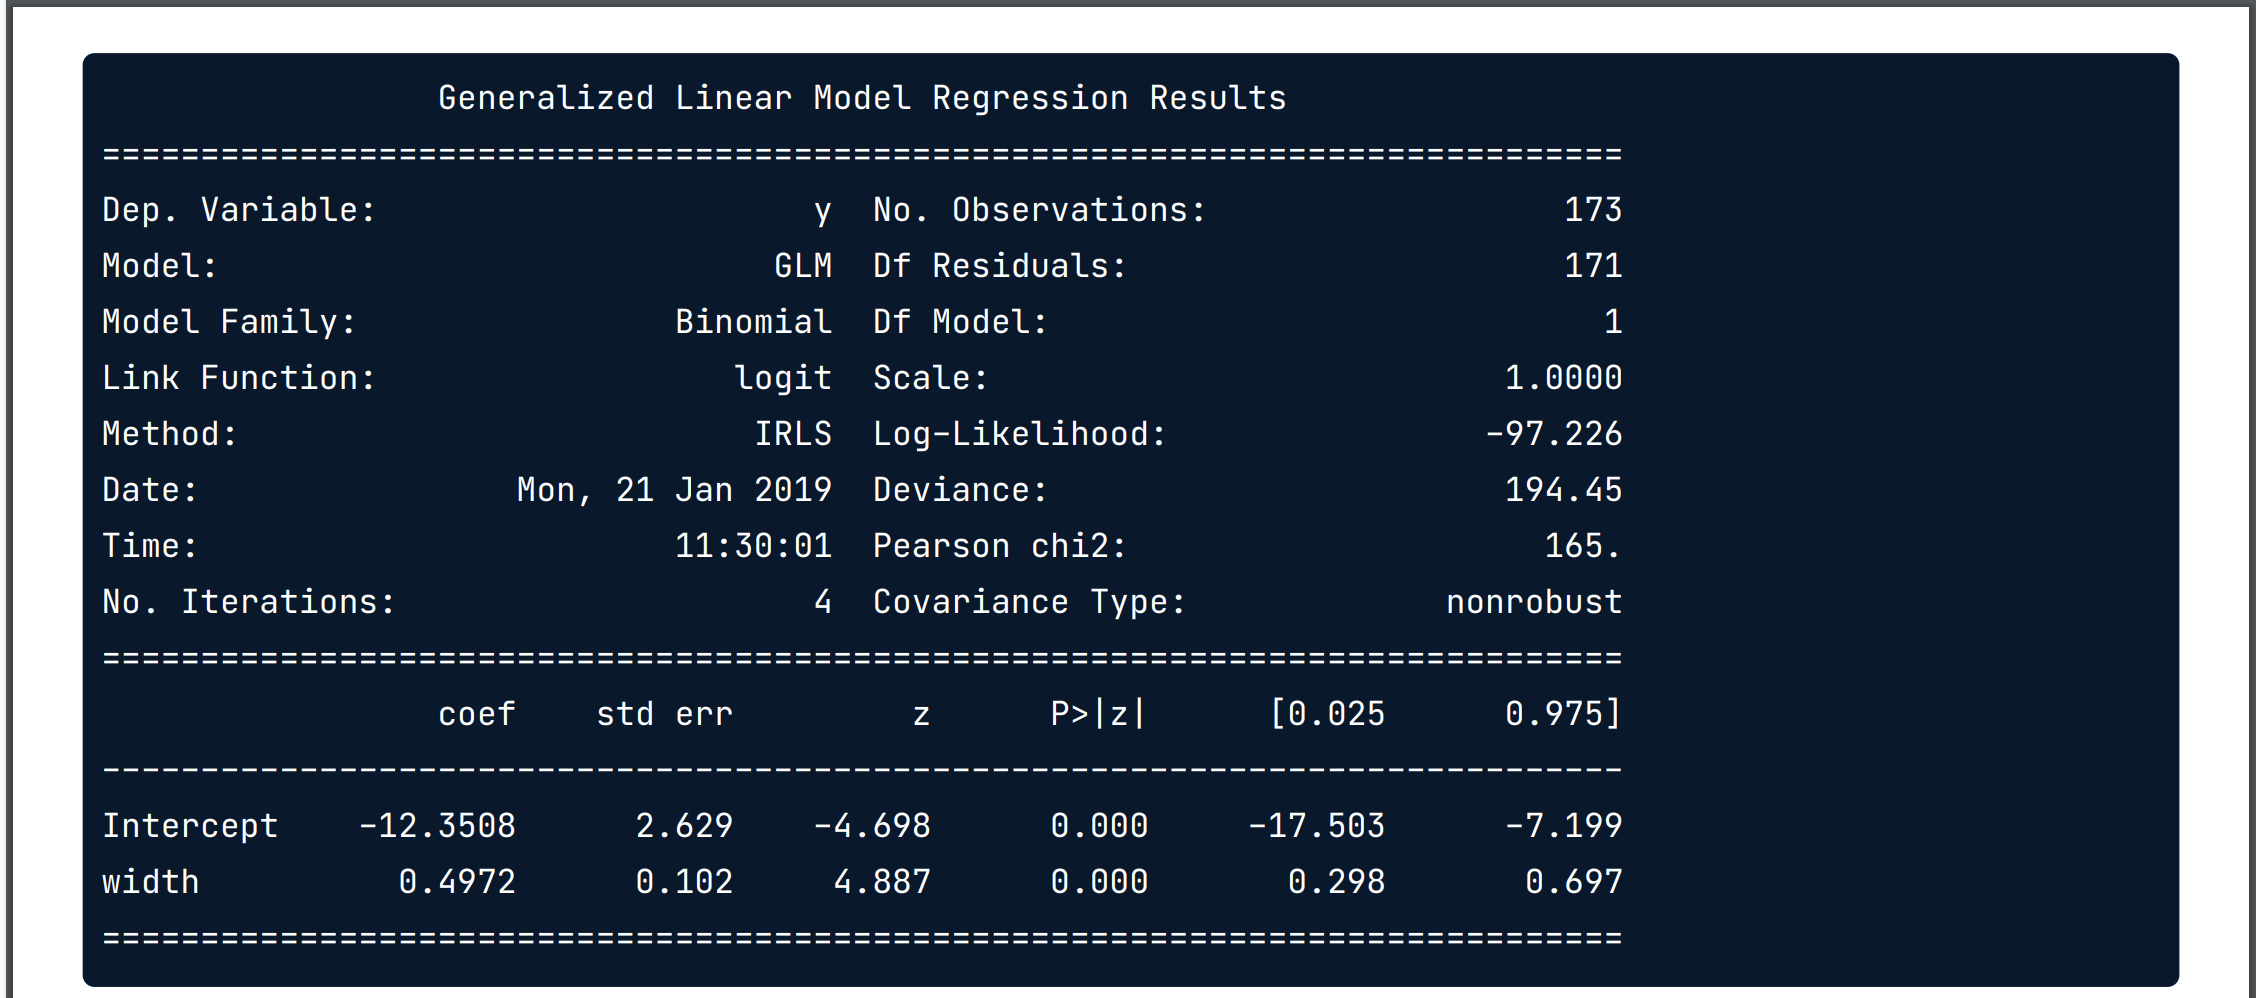 Generalized Linear Model Regression Results
==============================================================================
Dep. Variable:                      y  No. Observations:                  173
Model:                            GLM  Df Residuals:                      171
Model Family:                Binomial  Df Model:                            1
Link Function:                  logit  Scale:                          1.0000
Method:                          IRLS  Log-Likelihood:                -97.226
Date:                Mon, 21 Jan 2019  Deviance:                       194.45
Time:                        11:30:01  Pearson chi2:                     165.
No. Iterations:                     4  Covariance Type:             nonrobust
==============================================================================
                 coef    std err         z      P>|z|      [0.025      0.975]
------------------------------------------------------------------------------
Intercept    -12.3508      2.629    -4.698      0.000     -17.503      -7.199
width          0.4972      0.102     4.887      0.000       0.298       0.697
==============================================================================